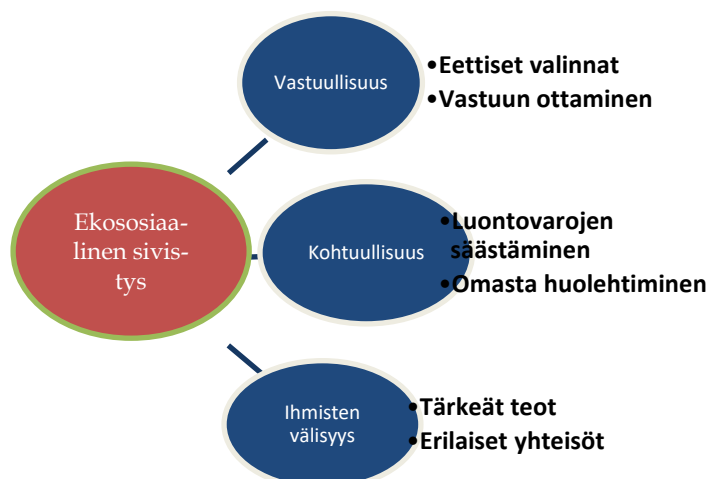 Vastuullisuus
•Eettiset valinnat
•Vastuun ottaminen
Ekososiaa-
linen sivis-
tys
Kohtuullisuus
•Luontovarojen
säästäminen
•Omasta huolehtiminen
Ihmisten
välisyys
•Tärkeät teot
•Erilaiset yhteisöt